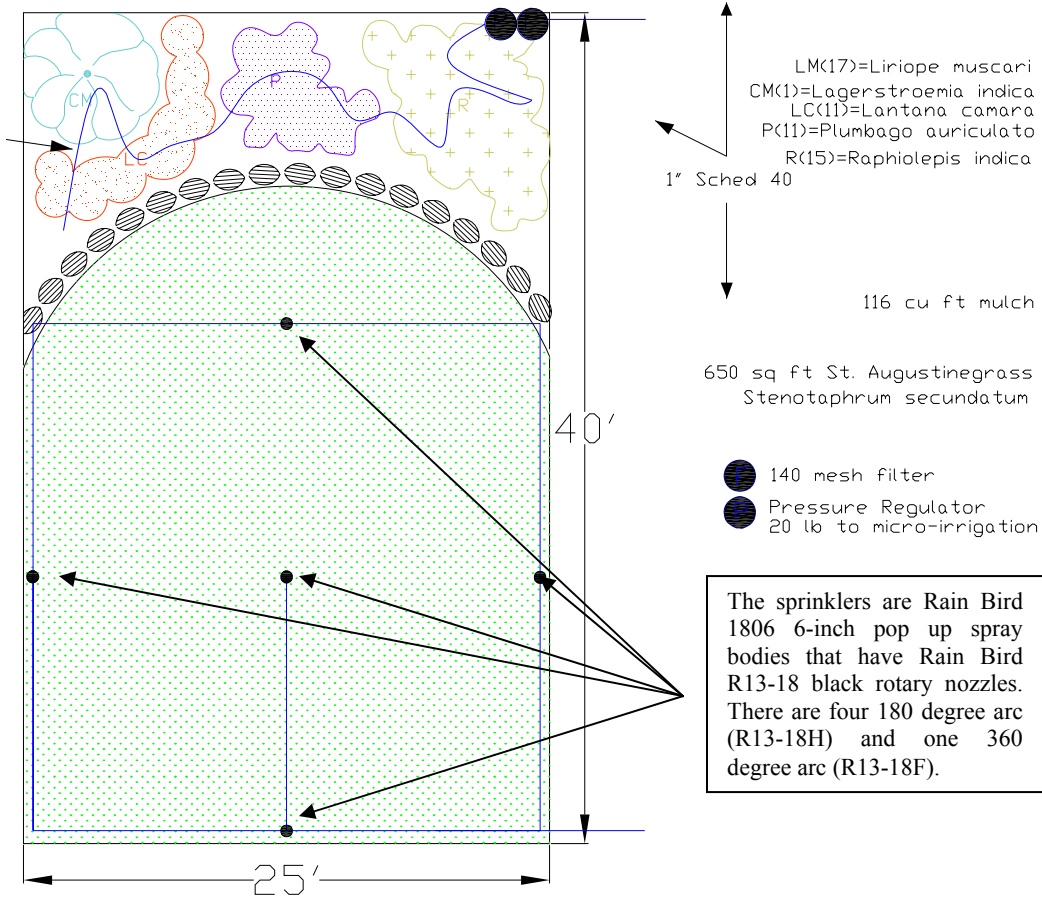 CM
LC
P
R
40'
25'
LM(17)=Liriope muscari
CM(1)=Lagerstroemia indica
LC(11)=Lantana camara
P(11)=Plumbago auriculato
R(15)=Raphiolepis indica
1" Sched 40
116 cu ft mulch
650 sq ft St. Augustinegrass
Stenotaphrum secundatum
140 mesh filter
Pressure Regulator
20 lb to micro-irrigation
The sprinklers are Rain Bird
1806 6-inch pop up spray
bodies that have Rain Bird
R13-18 black rotary nozzles.
There are four 180 degree arc
(R13-18H) and one 360
degree arc (R13-18F).